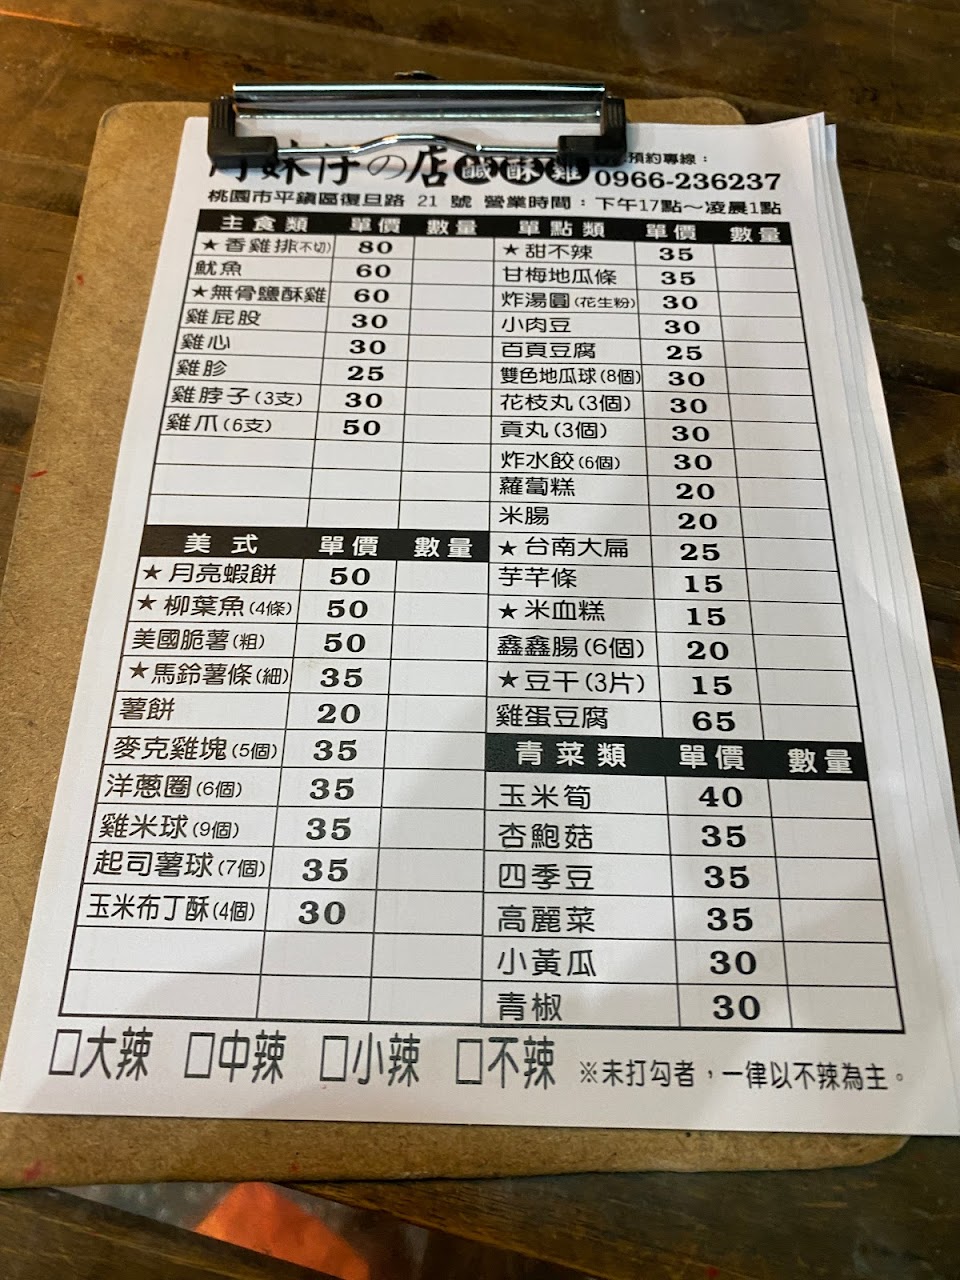 妹仔の店鹹酥雞
預約專線：
0966-236237
桃園市平鎮區復旦路 21 號 營業時間：下午17點～凌晨1點
主食類 單價 數量
★香雞排(不切) 80
魷魚 60
★無骨鹽酥雞 60
雞屁股 30
雞心 30
雞胗 25
雞脖子(3支) 30
雞爪(6支) 50
美式 單價 數量
★月亮蝦餅 50
★柳葉魚(4條) 50
美國脆薯(粗) 50
★馬鈴薯條(細) 35
薯餅 20
麥克雞塊(5個) 35
洋蔥圈(6個) 35
雞米球(9個) 35
起司薯球(7個) 35
玉米布丁酥(4個) 30
單點類 單價 數量
★甜不辣 35
甘梅地瓜條 35
炸湯圓(花生粉) 30
小肉豆 30
百頁豆腐 25
雙色地瓜球(8個) 30
花枝丸(3個) 30
貢丸(3個) 30
炸水餃(6個) 30
蘿蔔糕 20
米腸 20
★台南大扁 25
芋芊條 15
★米血糕 15
鑫鑫腸(6個) 20
★豆干(3片) 15
雞蛋豆腐 65
青菜類 單價 數量
玉米筍 40
杏鮑菇 35
四季豆 35
高麗菜 35
小黃瓜 30
青椒 30
□大辣 □中辣 □小辣 □不辣 ※未打勾者，一律以不辣為主。